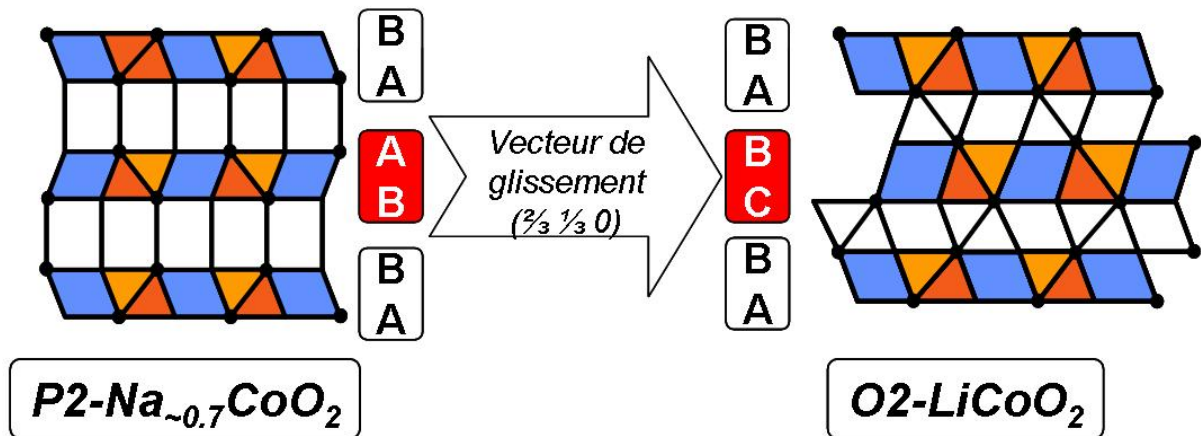 B
A
A
B
B
A
Vecteur de
glissement
(⅔ ⅓ 0)
B
A
B
C
B
A
P2-Na~0.7CoO2
O2-LiCoO2